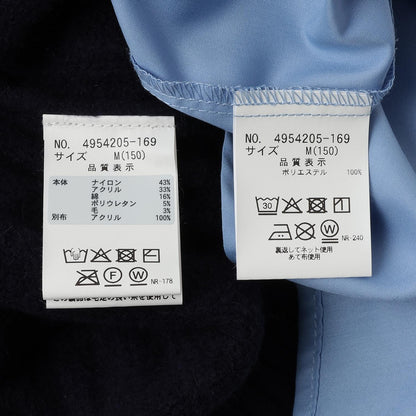 NO. 4954205-169
サイズ M(150)
品質表示
本体 ナイロン 43%
アクリル 33%
綿 16%
ポリウレタン 5%
毛 3%
別布 アクリル 100%
F W
NR-178
NO. 4954205-169
サイズ M(150)
品質表示
ポリエステル 100%
30
W
裏返してネット使用
あて布使用
NR-240